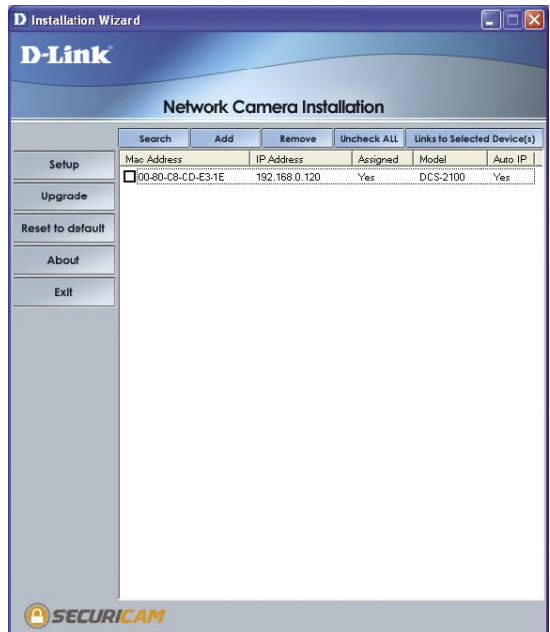 D Installation Wizard
D-Link
Network Camera Installation
Search Add Remove Uncheck ALL Links to Selected Device(s)
Mac Address IP Address Assigned Model Auto IP
00-80-C8-CD-E3-1E 192.168.0.120 Yes DCS-2100 Yes
Setup
Upgrade
Reset to default
About
Exit
SECURICAM